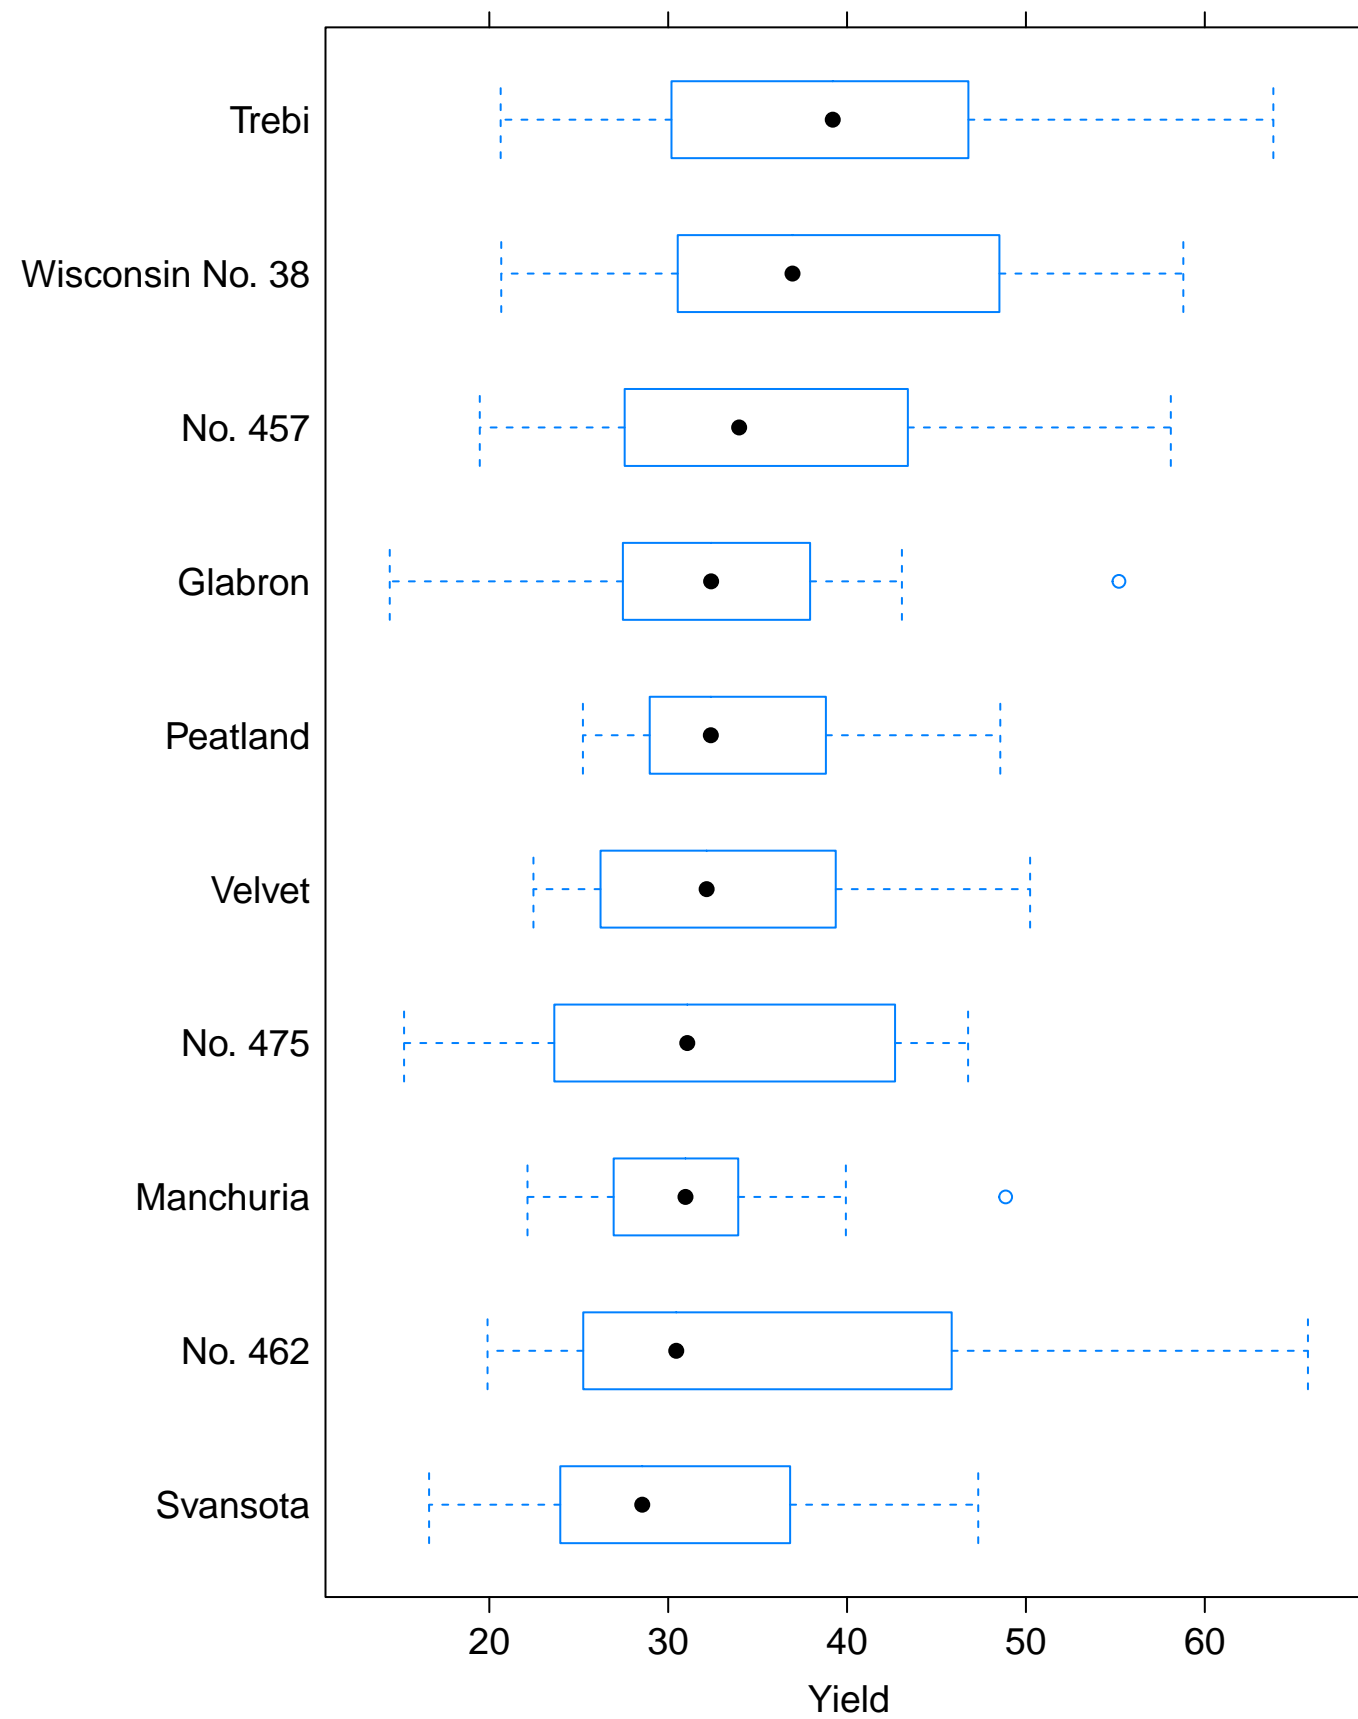 Trebi
Wisconsin No. 38
No. 457
Glabron
Peatland
Velvet
No. 475
Manchuria
No. 462
Svansota
20 30 40 50 60
Yield